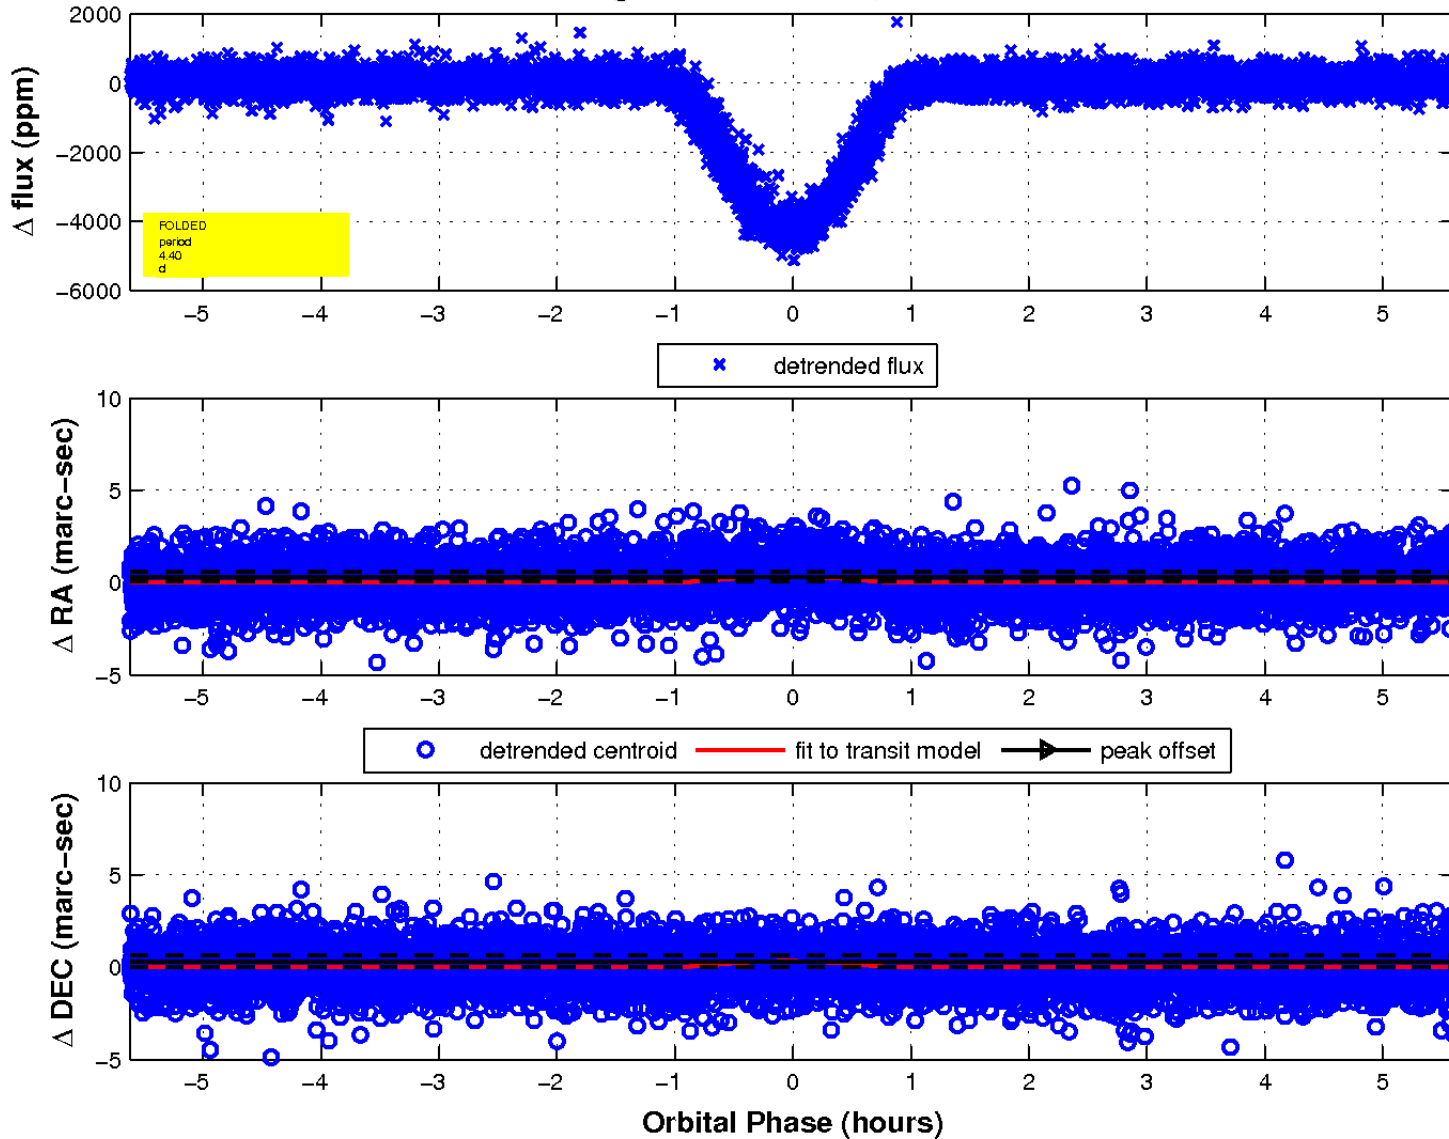 2000
0
−2000
−4000
−6000
Δ flux (ppm)
FOLDED
period
4.40
d
−5 −4 −3 −2 −1 0 1 2 3 4 5
detrended flux
10
5
0
−5
Δ RA (marc−sec)
−5 −4 −3 −2 −1 0 1 2 3 4 5
detrended centroid fit to transit model peak offset
10
5
0
−5
Δ DEC (marc−sec)
−5 −4 −3 −2 −1 0 1 2 3 4 5
Orbital Phase (hours)